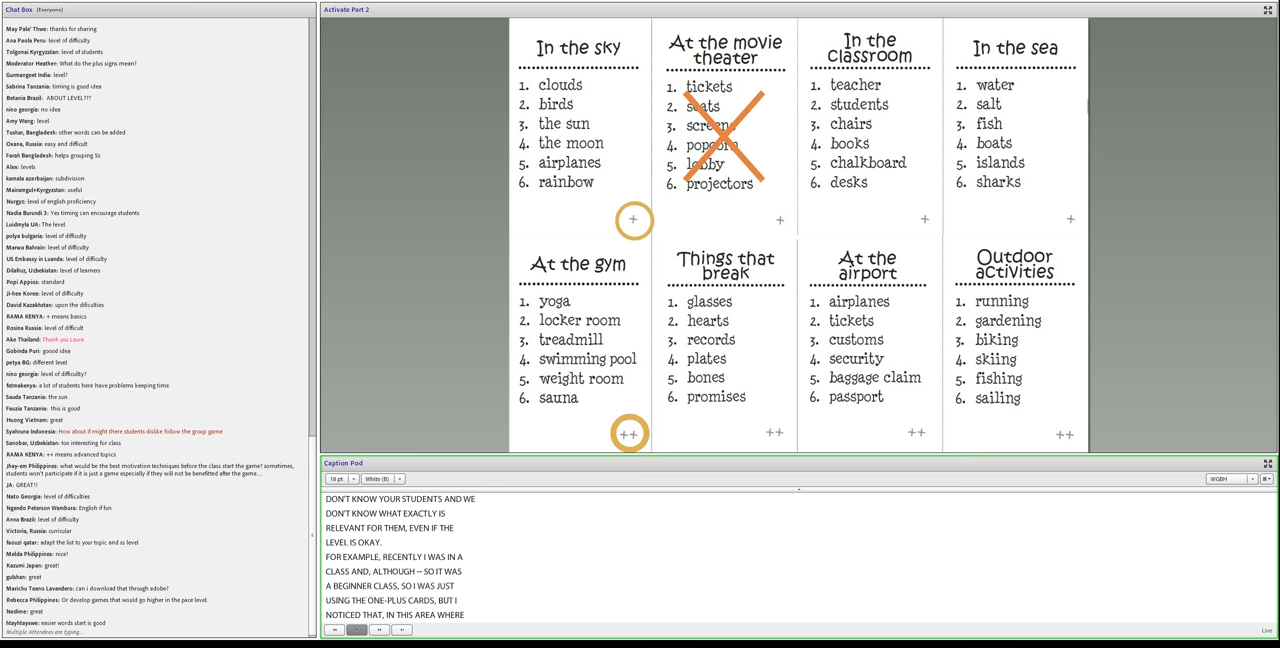 Chat Box (Everyone)
May Pale' Thwe: thanks for sharing
Ana Paola Peru: level of difficulty
Tolgonai Kyrgyzstan: level of students
Moderator Heather: What do the plus signs mean?
Gurmangeet India: level?
Sabrina Tanzania: timing is good idea
Betania Brazil: ABOUT LEVEL???
nino georgia: no idea
Amy Wang: level
Tushar, Bangladesh: other words can be added
Oxana, Russia: easy and difficult
Farah Bangladesh: helps grouping Ss
Alex: levels
kamala azerbaijan: subdivision
Mairamgul+Kyrgyzstan: useful
Nurgyz: level of english proficiency
Nadia Burundi 3: Yes timing can encourage students
Luidmyla UA: The level
polya bulgaria: level of difficulty
Marwa Bahrain: level of difficulty
US Embassy in Luanda: level of difficulty
Dilafruz, Uzbekistan: level of learners
Popi Appios: standard
Ji-hee Korea: level of difficulty
David Kazakhstan: upon the dificulties
RAMA KENYA: + means basics
Rosina Russia: level of difficult
Ake Thailand: Thank you Laura
Gobinda Puri: goood idea
petya BG: different level
nino georgia: level of difficulity?
fatmakenya: a lot of students here have problems keeping time
Sauda Tanzania: the sun
Fauzia Tanzania: this is good
Huong Vietnam: great
Syahruna Indonesia: How about if might there students dislike follow the group game
Sanobar, Uzbekistan: too interesting for class
RAMA KENYA: ++ means advanced topics
Jhay-em Philippines: what would be the best motivation techniques before the class start the game? sometimes,
students won't participate if it is just a game especially if they will not be benefitted after the game...
JA: GREAT!!
Nato Georgia: level of difficulties
Ngendo Peterson Wambura: English if fun
Anna Brazil: level of difficulty
Victoria, Russia: curricular
faouzi qatar: adapt the list to your topic and ss level
Melda Philippines: nice!
Kazumi Japan: great!
gulahan: great
Marichu Teano Lavandero: can i download that through adobe?
Rebecca Philippines: Or develop games that would go higher in the pace level.
Nedime: great
htayhtayswe: easier words start is good
Multiple Attendees are typing...
Activate Part 2
In the sky
1. clouds
2. birds
3. the sun
4. the moon
5. airplanes
6. rainbow
+
At the movie
theater
1. tickets
2. seats
3. screens
4. popcorn
5. lobby
6. projectors
+
In the
classroom
1. teacher
2. students
3. chairs
4. books
5. chalkboard
6. desks
+
In the sea
1. water
2. salt
3. fish
4. boats
5. islands
6. sharks
+
At the gym
1. yoga
2. locker room
3. treadmill
4. swimming pool
5. weight room
6. sauna
++
Things that
break
1. glasses
2. hearts
3. records
4. plates
5. bones
6. promises
++
At the
airport
1. airplanes
2. tickets
3. customs
4. security
5. baggage claim
6. passport
++
Outdoor
activities
1. running
2. gardening
3. biking
4. skiing
5. fishing
6. sailing
++
Caption Pod
18 pt White (B) WGBH
DON'T KNOW YOUR STUDENTS AND WE
DON'T KNOW WHAT EXACTLY IS
RELEVANT FOR THEM, EVEN IF THE
LEVEL IS OKAY.
FOR EXAMPLE, RECENTLY I WAS IN A
CLASS AND, ALTHOUGH -- SO IT WAS
A BEGINNER CLASS, SO I WAS JUST
USING THE ONE-PLUS CARDS, BUT I
NOTICED THAT, IN THIS AREA WHERE
Live